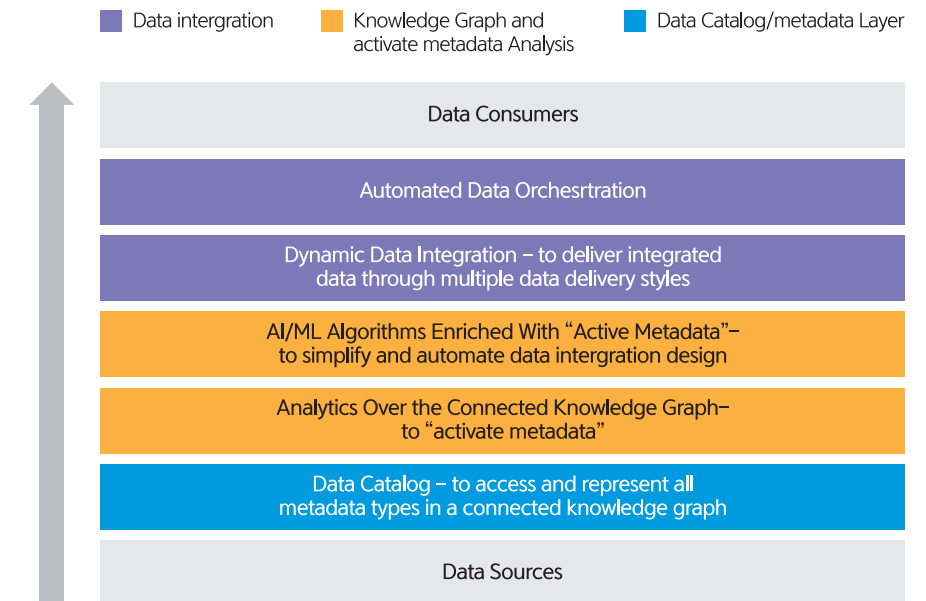 Data intergration
Knowledge Graph and
activate metadata Analysis
Data Catalog/metadata Layer
Data Consumers
Automated Data Orchesrtration
Dynamic Data Integration – to deliver integrated
data through multiple data delivery styles
AI/ML Algorithms Enriched With “Active Metadata”–
to simplify and automate data intergration design
Analytics Over the Connected Knowledge Graph–
to “activate metadata”
Data Catalog – to access and represent all
metadata types in a connected knowledge graph
Data Sources